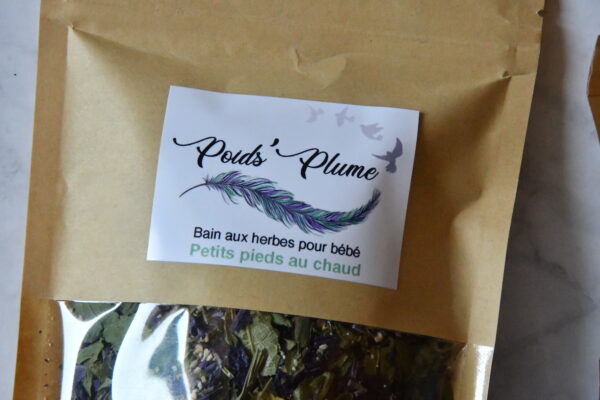 Poids' Plume
Bain aux herbes pour bébé
Petits pieds au chaud